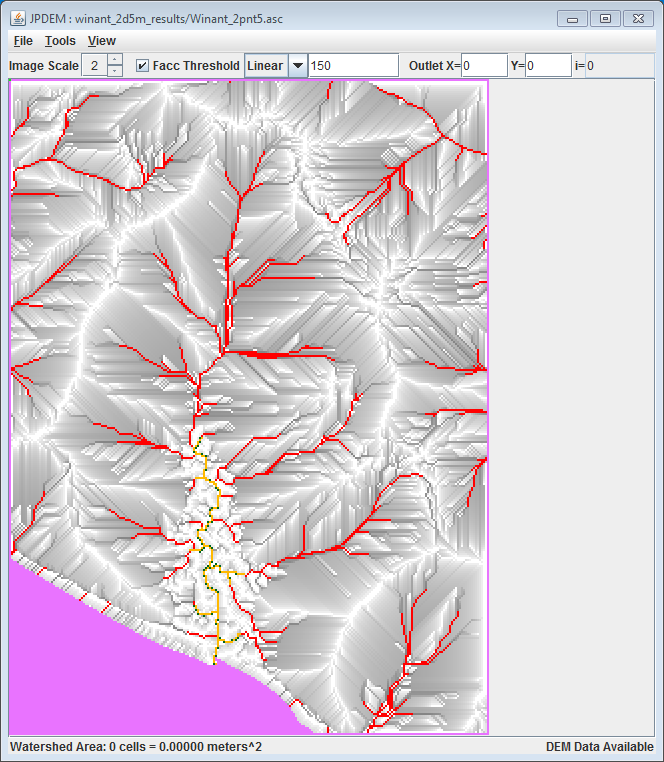 JPDEM : winant_2d5m_results/Winant_2pnt5.asc
File Tools View
Image Scale 2 Facc Threshold Linear 150 Outlet X= 0 Y= 0 i= 0
Watershed Area: 0 cells = 0.00000 meters^2 DEM Data Available